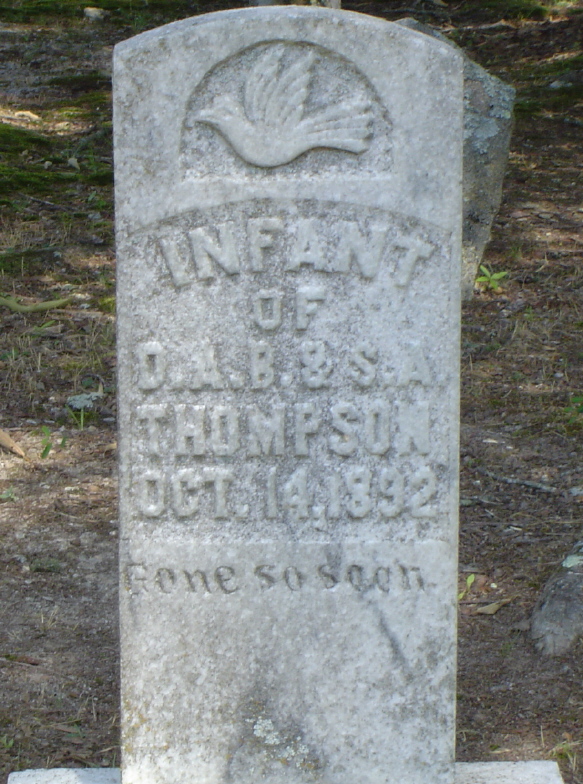 INFANT
OF
D.A.B. & S.A.
THOMPSON
OCT. 14, 1892
Gone so soon.